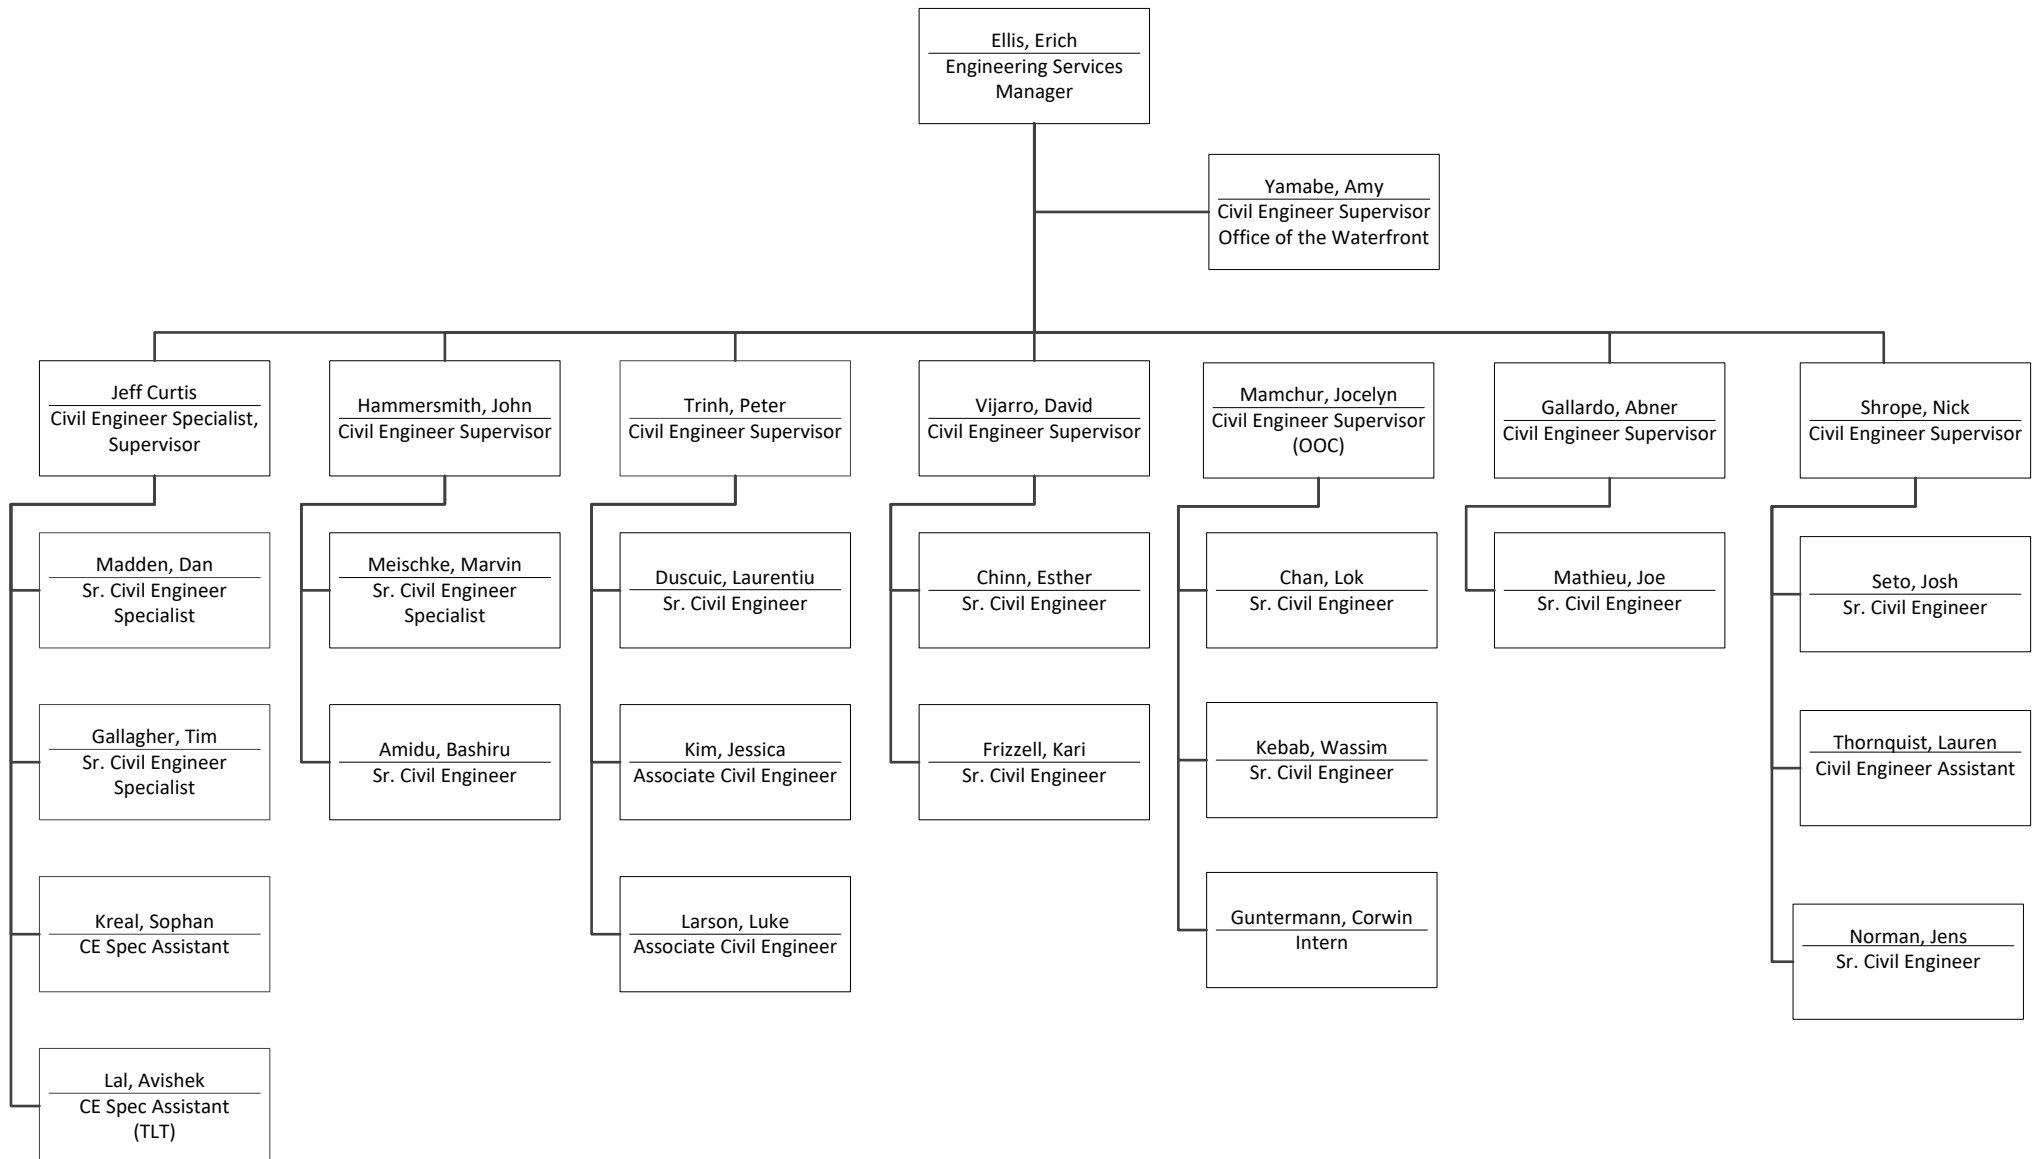 Ellis, Erich
Engineering Services
Manager
Yamabe, Amy
Civil Engineer Supervisor
Office of the Waterfront
Jeff Curtis
Civil Engineer Specialist,
Supervisor
Hammersmith, John
Civil Engineer Supervisor
Trinh, Peter
Civil Engineer Supervisor
Vijarro, David
Civil Engineer Supervisor
Mamchur, Jocelyn
Civil Engineer Supervisor
(OOC)
Gallardo, Abner
Civil Engineer Supervisor
Shrope, Nick
Civil Engineer Supervisor
Madden, Dan
Sr. Civil Engineer
Specialist
Meischke, Marvin
Sr. Civil Engineer
Specialist
Duscuic, Laurentiu
Sr. Civil Engineer
Chinn, Esther
Sr. Civil Engineer
Chan, Lok
Sr. Civil Engineer
Mathieu, Joe
Sr. Civil Engineer
Seto, Josh
Sr. Civil Engineer
Gallagher, Tim
Sr. Civil Engineer
Specialist
Amidu, Bashiru
Sr. Civil Engineer
Kim, Jessica
Associate Civil Engineer
Frizzell, Kari
Sr. Civil Engineer
Kebab, Wassim
Sr. Civil Engineer
Thornquist, Lauren
Civil Engineer Assistant
Kreal, Sophan
CE Spec Assistant
Larson, Luke
Associate Civil Engineer
Guntermann, Corwin
Intern
Norman, Jens
Sr. Civil Engineer
Lal, Avishek
CE Spec Assistant
(TLT)